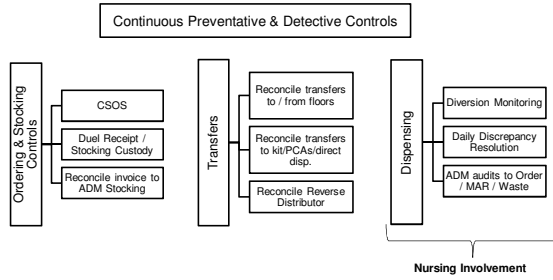 Continuous Preventative & Detective Controls
Ordering & Stocking
Controls
CSOS
Duel Receipt /
Stocking Custody
Reconcile invoice to
ADM Stocking
Transfers
Reconcile transfers
to / from floors
Reconcile transfers
to kit/PCAs/direct
disp.
Reconcile Reverse
Distributor
Dispensing
Diversion Monitoring
Daily Discrepancy
Resolution
ADM audits to Order
/ MAR / Waste
Nursing Involvement